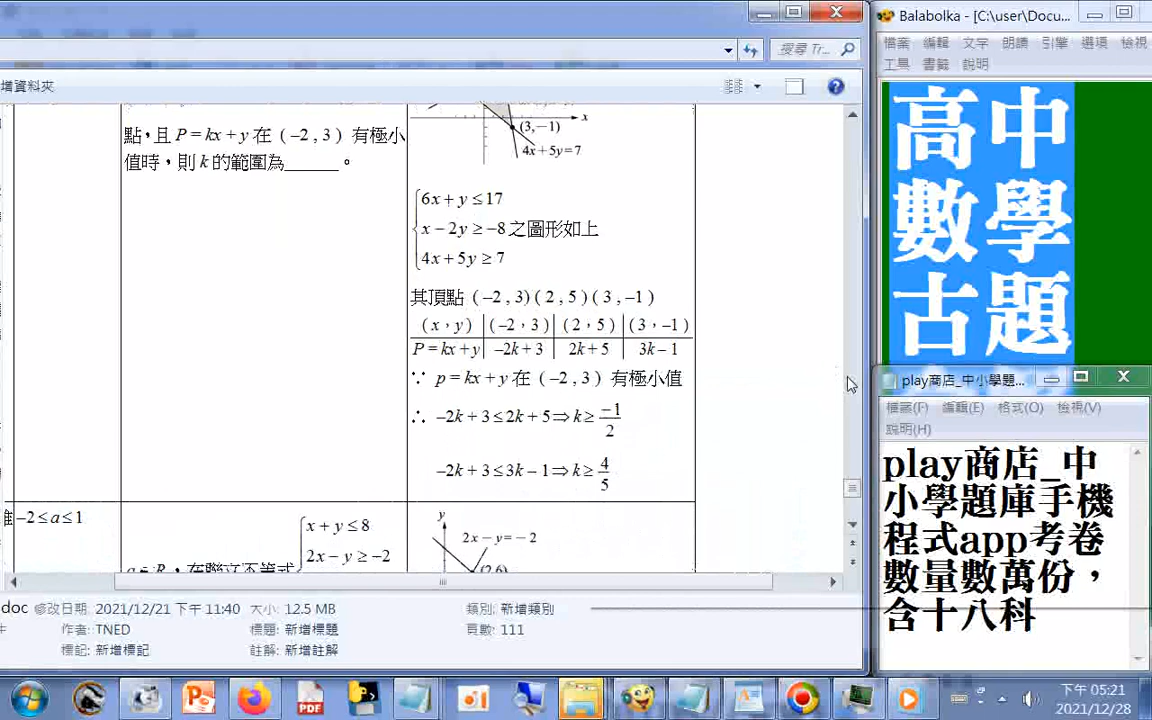 搜尋 Tr...
增資料夾
點，且 P = kx + y 在 ( −2 , 3 ) 有極小
值時，則 k 的範圍為______。
x
(3,−1)
4x + 5y = 7
6x + y ≤ 17
x − 2y ≥ −8 之圖形如上
4x + 5y ≥ 7
其頂點 ( −2 , 3) ( 2 , 5 ) ( 3 , −1 )
( x , y ) ( −2 , 3 ) ( 2 , 5 ) ( 3 , −1 )
P = kx + y −2k + 3 2k + 5 3k − 1
∵ p = kx + y 在 ( −2 , 3 ) 有極小值
∴ −2k + 3 ≤ 2k + 5 ⇒ k ≥ −1/2
−2k + 3 ≤ 3k − 1 ⇒ k ≥ 4/5
−2 ≤ a ≤ 1
x + y ≤ 8
2x − y ≥ −2
y
2x − y = −2
(2,6)
doc 修改日期: 2021/12/21 下午 11:40 大小: 12.5 MB 類別: 新增類別
作者: TNED 標題: 新增標題 頁數: 111
標記: 新增標記 註解: 新增註解
Balabolka - [C:\user\Docu...
檔案 編輯 文字 朗讀 引擎 選項 檢視
工具 書籤 說明
高中
數學
古題
play商店_中小學題...
檔案(F) 編輯(E) 格式(O) 檢視(V)
說明(H)
play商店_中
小學題庫手機
程式app考卷
數量數萬份，
含十八科
下午 05:21
2021/12/28